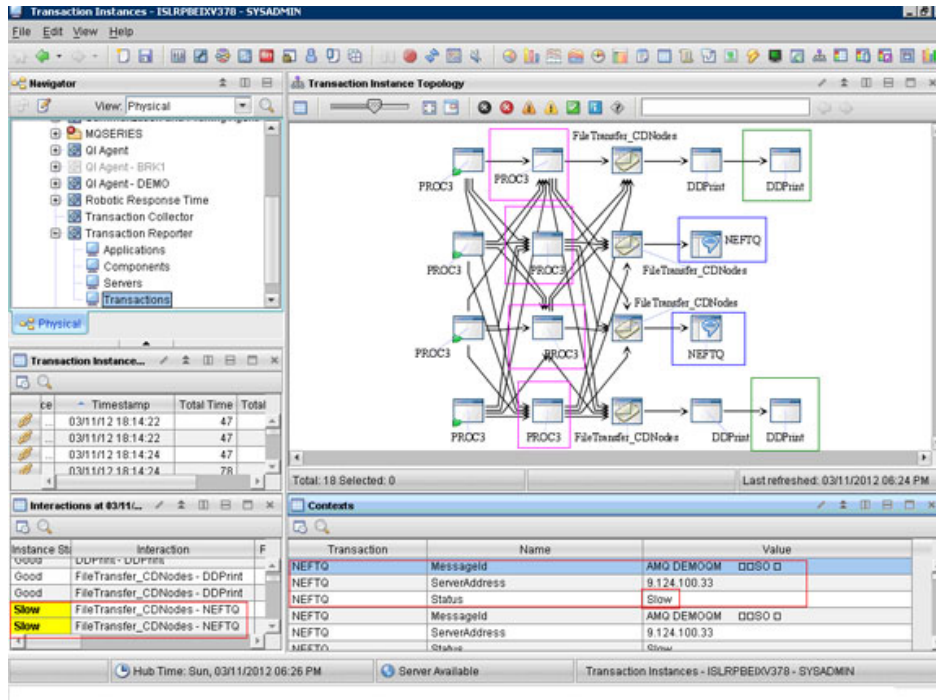 Transaction Instances - ISLRPBEIXV378 - SYSADMIN
File Edit View Help
Navigator
View: Physical
MQSERIES
QI Agent
QI Agent - BRK1
QI Agent - DEMO
Robotic Response Time
Transaction Collector
Transaction Reporter
Applications
Components
Servers
Transactions
Physical
Transaction Instance...
ce Timestamp Total Time Total
... 03/11/12 18:14:22 47
... 03/11/12 18:14:22 47
... 03/11/12 18:14:24 47
03/11/12 18:14:24 78
Interactions at 03/11/...
Instance Sta Interaction F
Good DDPrint - DDPrint
Good FileTransfer_CDNodes - DDPrint
Good FileTransfer_CDNodes - DDPrint
Slow FileTransfer_CDNodes - NEFTQ
Slow FileTransfer_CDNodes - NEFTQ
Transaction Instance Topology
FileTransfer_CDNodes
PROC3 PROC3 DDPrint DDPrint
NEFTQ
PROC3 PROC3 FileTransfer_CDNodes
FileTransfer_CDNodes
PROC3 PROC3 NEFTQ
PROC3 PROC3 FileTransfer_CDNodes DDPrint DDPrint
Total: 18 Selected: 0 Last refreshed: 03/11/2012 06:24 PM
Contexts
Transaction Name Value
NEFTQ MessageId AMQ DEMOQM □□SO □
NEFTQ ServerAddress 9.124.100.33
NEFTQ Status Slow
NEFTQ MessageId AMQ DEMOQM □□SO □
NEFTQ ServerAddress 9.124.100.33
NEFTQ Status Slow
Hub Time: Sun, 03/11/2012 06:26 PM Server Available Transaction Instances - ISLRPBEIXV378 - SYSADMIN